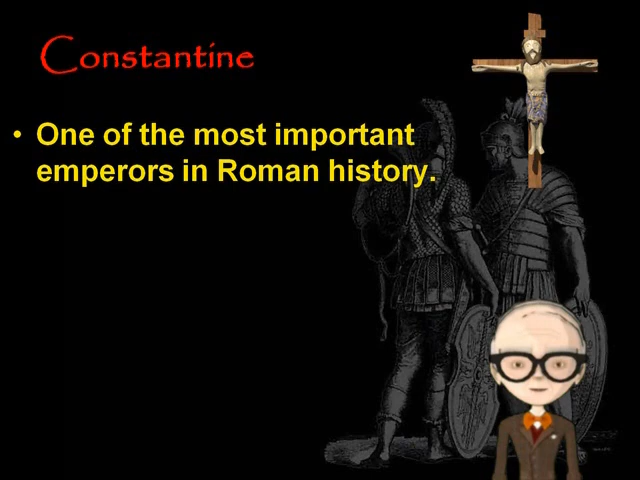 Constantine
• One of the most important
emperors in Roman history.